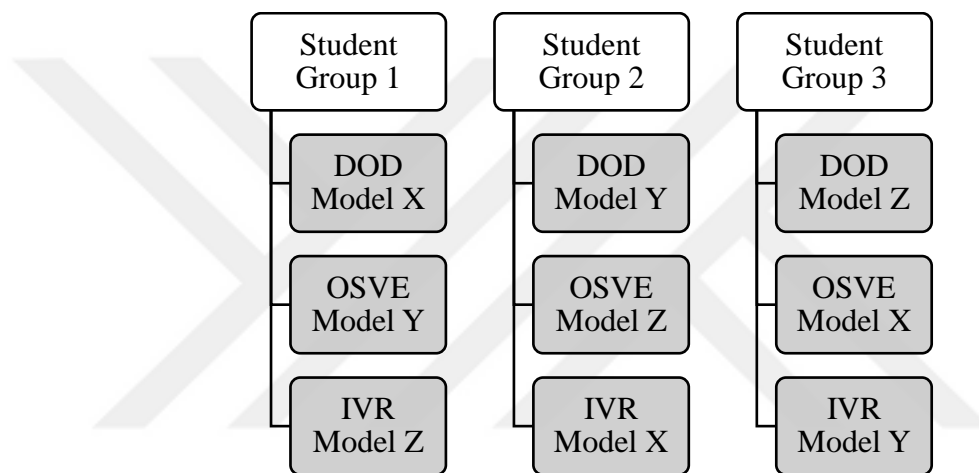 Student
Group 1
DOD
Model X
OSVE
Model Y
IVR
Model Z
Student
Group 2
DOD
Model Y
OSVE
Model Z
IVR
Model X
Student
Group 3
DOD
Model Z
OSVE
Model X
IVR
Model Y